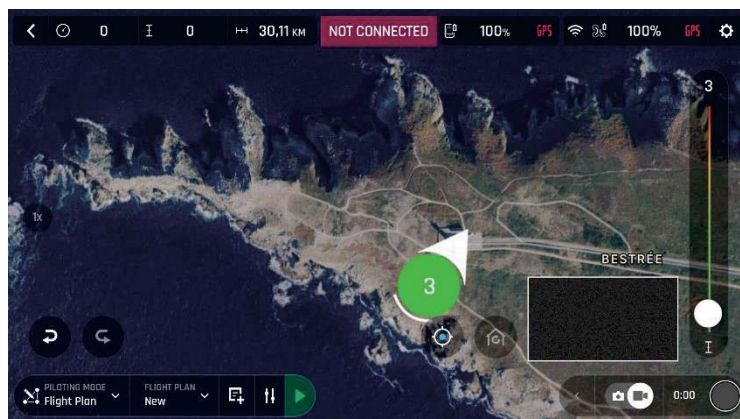 0 0 30,11 KM NOT CONNECTED 100% GPS 100% GPS
3
1x
BESTRÉE
3
PILOTING MODE
Flight Plan
FLIGHT PLAN
New
0:00